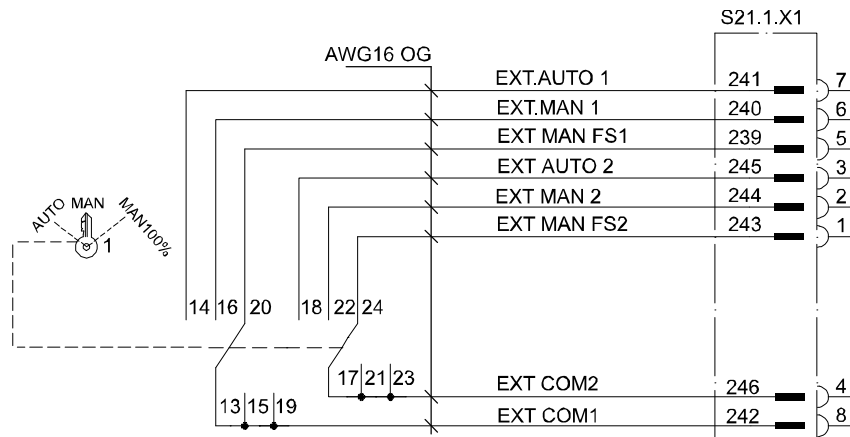 S21.1.X1
AWG16 OG
EXT.AUTO 1 241 7
EXT.MAN 1 240 6
EXT MAN FS1 239 5
EXT AUTO 2 245 3
EXT MAN 2 244 2
EXT MAN FS2 243 1
AUTO MAN MAN100%
1
14 16 20 18 22 24
17 21 23
EXT COM2 246 4
13 15 19
EXT COM1 242 8